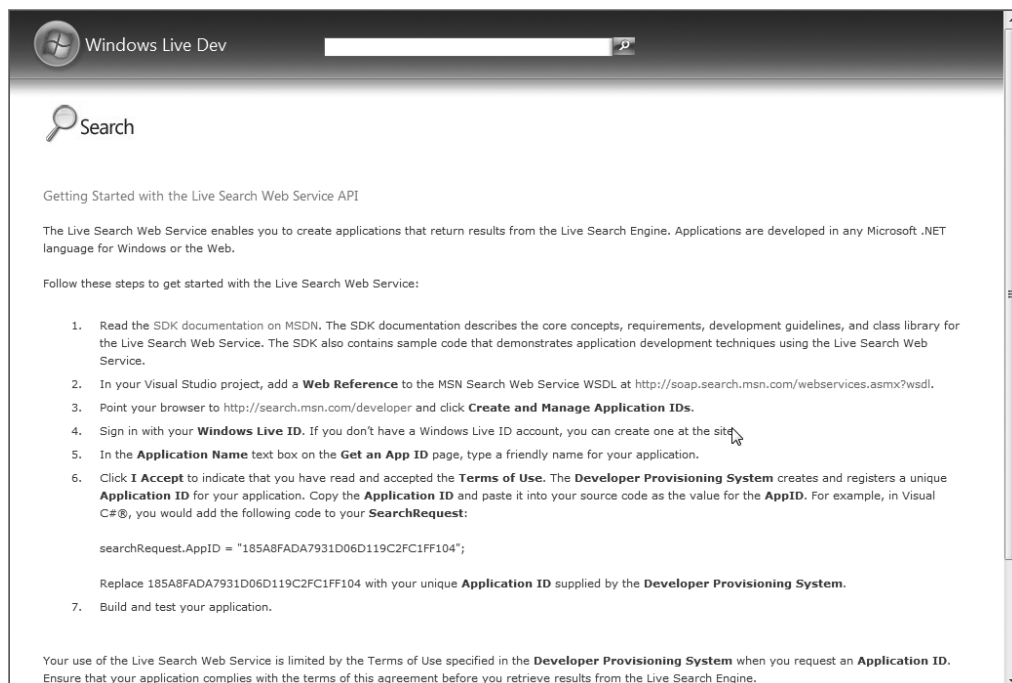 Windows Live Dev
Search
Getting Started with the Live Search Web Service API
The Live Search Web Service enables you to create applications that return results from the Live Search Engine. Applications are developed in any Microsoft .NET
language for Windows or the Web.
Follow these steps to get started with the Live Search Web Service:
1. Read the SDK documentation on MSDN. The SDK documentation describes the core concepts, requirements, development guidelines, and class library for
the Live Search Web Service. The SDK also contains sample code that demonstrates application development techniques using the Live Search Web
Service.
2. In your Visual Studio project, add a Web Reference to the MSN Search Web Service WSDL at http://soap.search.msn.com/webservices.asmx?wsdl.
3. Point your browser to http://search.msn.com/developer and click Create and Manage Application IDs.
4. Sign in with your Windows Live ID. If you don't have a Windows Live ID account, you can create one at the site.
5. In the Application Name text box on the Get an App ID page, type a friendly name for your application.
6. Click I Accept to indicate that you have read and accepted the Terms of Use. The Developer Provisioning System creates and registers a unique
Application ID for your application. Copy the Application ID and paste it into your source code as the value for the AppID. For example, in Visual
C#®, you would add the following code to your SearchRequest:
searchRequest.AppID = "185A8FADA7931D06D119C2FC1FF104";
Replace 185A8FADA7931D06D119C2FC1FF104 with your unique Application ID supplied by the Developer Provisioning System.
7. Build and test your application.
Your use of the Live Search Web Service is limited by the Terms of Use specified in the Developer Provisioning System when you request an Application ID.
Ensure that your application complies with the terms of this agreement before you retrieve results from the Live Search Engine.